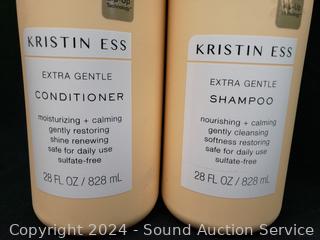 KRISTIN ESS
EXTRA GENTLE
CONDITIONER
moisturizing + calming
gently restoring
shine renewing
safe for daily use
sulfate-free
28 FL OZ / 828 mL
KRISTIN ESS
EXTRA GENTLE
SHAMPOO
nourishing + calming
gently cleansing
softness restoring
safe for daily use
sulfate-free
28 FL OZ / 828 mL
Copyright 2024 - Sound Auction Service